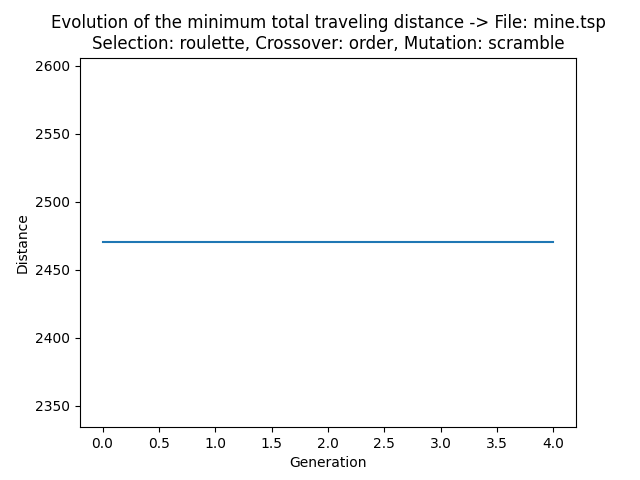 Evolution of the minimum total traveling distance -> File: mine.tsp
Selection: roulette, Crossover: order, Mutation: scramble
2600
2550
2500
2450
2400
2350
Distance
0.0 0.5 1.0 1.5 2.0 2.5 3.0 3.5 4.0
Generation